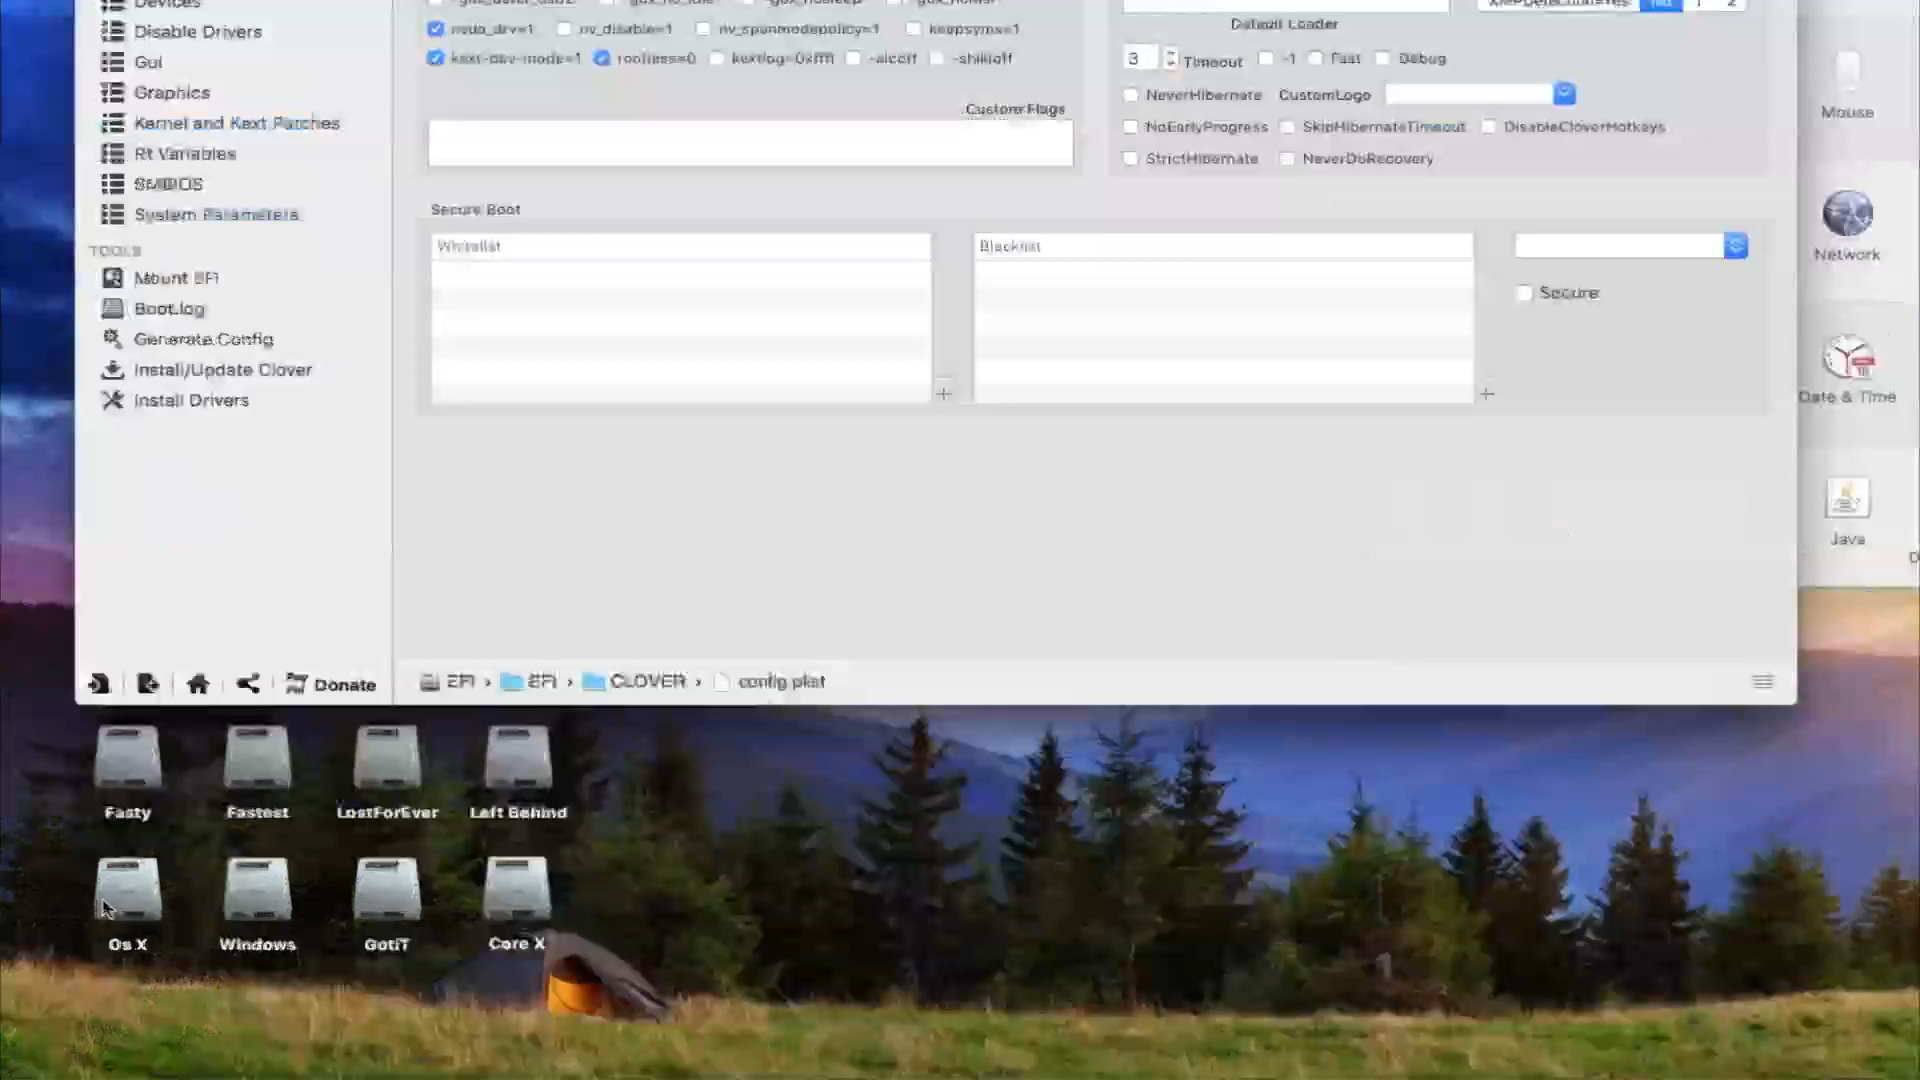 Devices
Disable Drivers
Gui
Graphics
Kernel and Kext Patches
Rt Variables
SMBIOS
System Parameters
TOOLS
Mount EFI
Boot.log
Generate Config
Install/Update Clover
Install Drivers
Donate
nvda_drv=1 nv_disable=1 nv_spanmodepolicy=1 keepsyms=1
kext-dev-mode=1 rootless=0 kextlog=0xffff
Custom Flags
Default Loader
3 Timeout -1 Fast Debug
NeverHibernate CustomLogo
NoEarlyProgress SkipHibernateTimeout DisableCloverHotkeys
StrictHibernate NeverDoRecovery
Secure Boot
Whitelist
Blacklist
Secure
EFI › EFI › CLOVER › config.plist
Mouse
Network
Date & Time
Java
Fasty Fastest LostForEver Left Behind
Os X Windows GotiT Core X